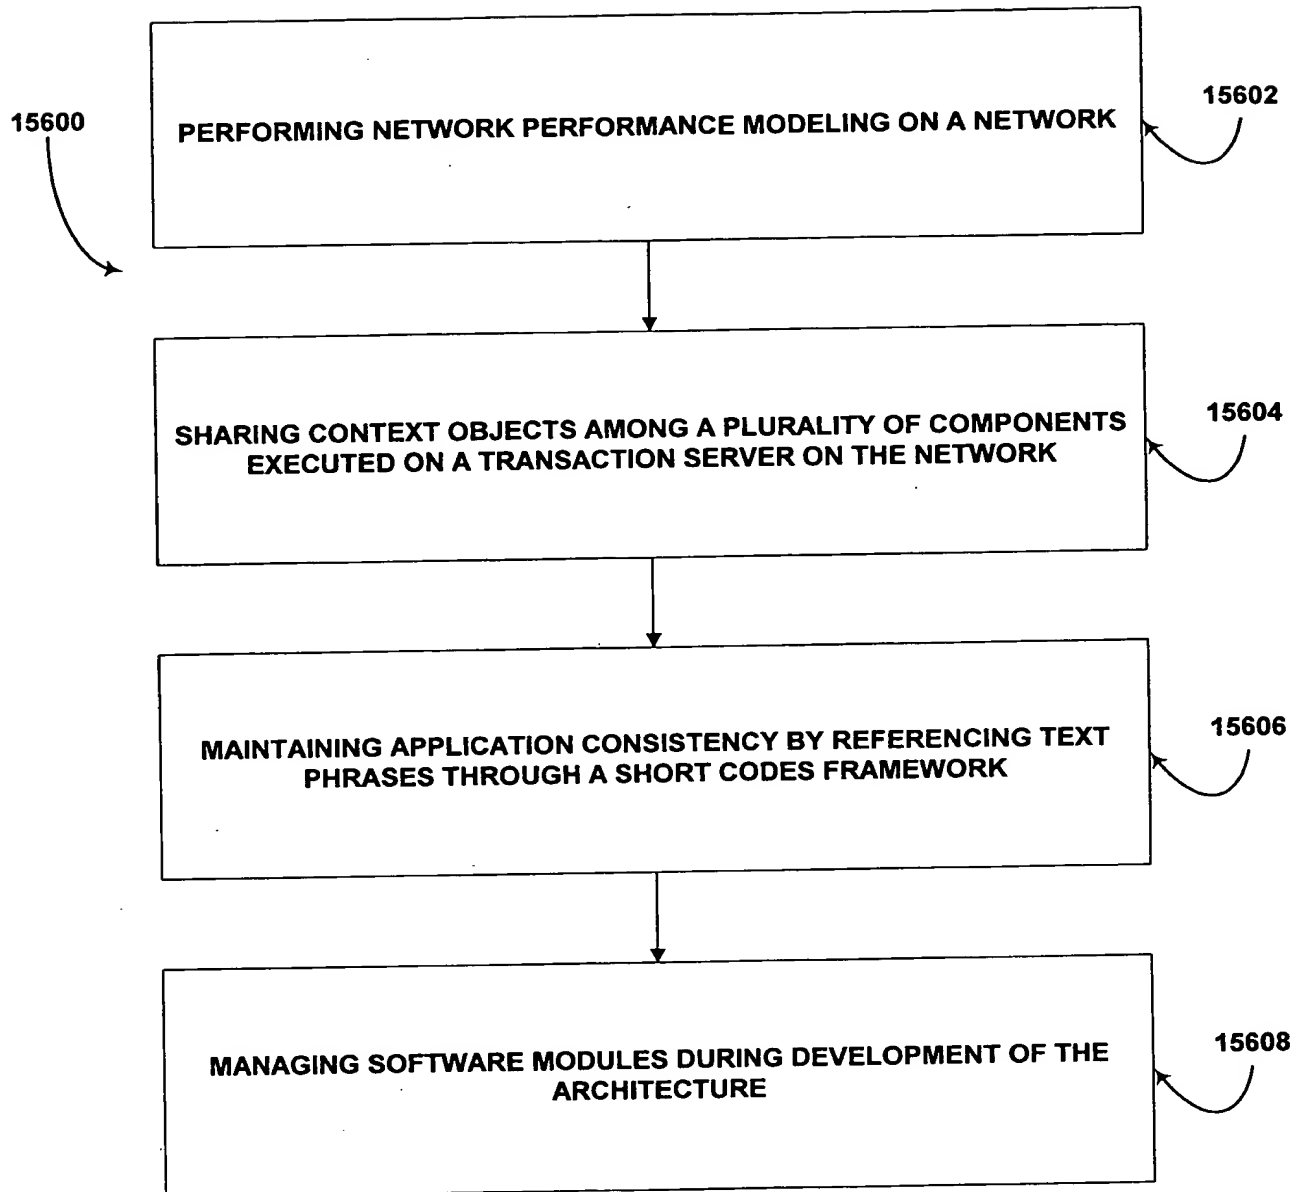 15600
15602
PERFORMING NETWORK PERFORMANCE MODELING ON A NETWORK
15604
SHARING CONTEXT OBJECTS AMONG A PLURALITY OF COMPONENTS
EXECUTED ON A TRANSACTION SERVER ON THE NETWORK
15606
MAINTAINING APPLICATION CONSISTENCY BY REFERENCING TEXT
PHRASES THROUGH A SHORT CODES FRAMEWORK
15608
MANAGING SOFTWARE MODULES DURING DEVELOPMENT OF THE
ARCHITECTURE